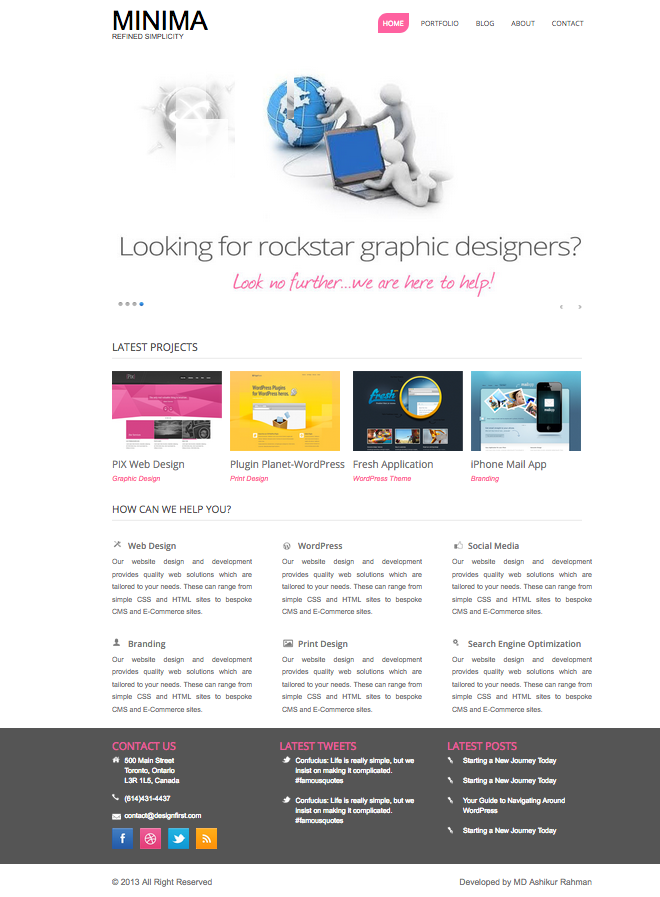 MINIMA
REFINED SIMPLICITY
HOME PORTFOLIO BLOG ABOUT CONTACT
Looking for rockstar graphic designers?
Look no further...we are here to help!
‹ »
LATEST PROJECTS
WordPress Plugins
for WordPress heros.
Fresh
PIX Web Design
Graphic Design
Plugin Planet-WordPress
Print Design
Fresh Application
WordPress Theme
iPhone Mail App
Branding
HOW CAN WE HELP YOU?
Web Design
Our website design and development
provides quality web solutions which are
tailored to your needs. These can range from
simple CSS and HTML sites to bespoke
CMS and E-Commerce sites.
WordPress
Our website design and development
provides quality web solutions which are
tailored to your needs. These can range from
simple CSS and HTML sites to bespoke
CMS and E-Commerce sites.
Social Media
Our website design and development
provides quality web solutions which are
tailored to your needs. These can range from
simple CSS and HTML sites to bespoke
CMS and E-Commerce sites.
Branding
Our website design and development
provides quality web solutions which are
tailored to your needs. These can range from
simple CSS and HTML sites to bespoke
CMS and E-Commerce sites.
Print Design
Our website design and development
provides quality web solutions which are
tailored to your needs. These can range from
simple CSS and HTML sites to bespoke
CMS and E-Commerce sites.
Search Engine Optimization
Our website design and development
provides quality web solutions which are
tailored to your needs. These can range from
simple CSS and HTML sites to bespoke
CMS and E-Commerce sites.
CONTACT US
500 Main Street
Toronto, Ontario
L3R 1L5, Canada
(614)431-4437
contact@designfirst.com
LATEST TWEETS
Confucius: Life is really simple, but we
insist on making it complicated.
#famousquotes
Confucius: Life is really simple, but we
insist on making it complicated.
#famousquotes
LATEST POSTS
Starting a New Journey Today
Starting a New Journey Today
Your Guide to Navigating Around
WordPress
Starting a New Journey Today
© 2013 All Right Reserved
Developed by MD Ashikur Rahman